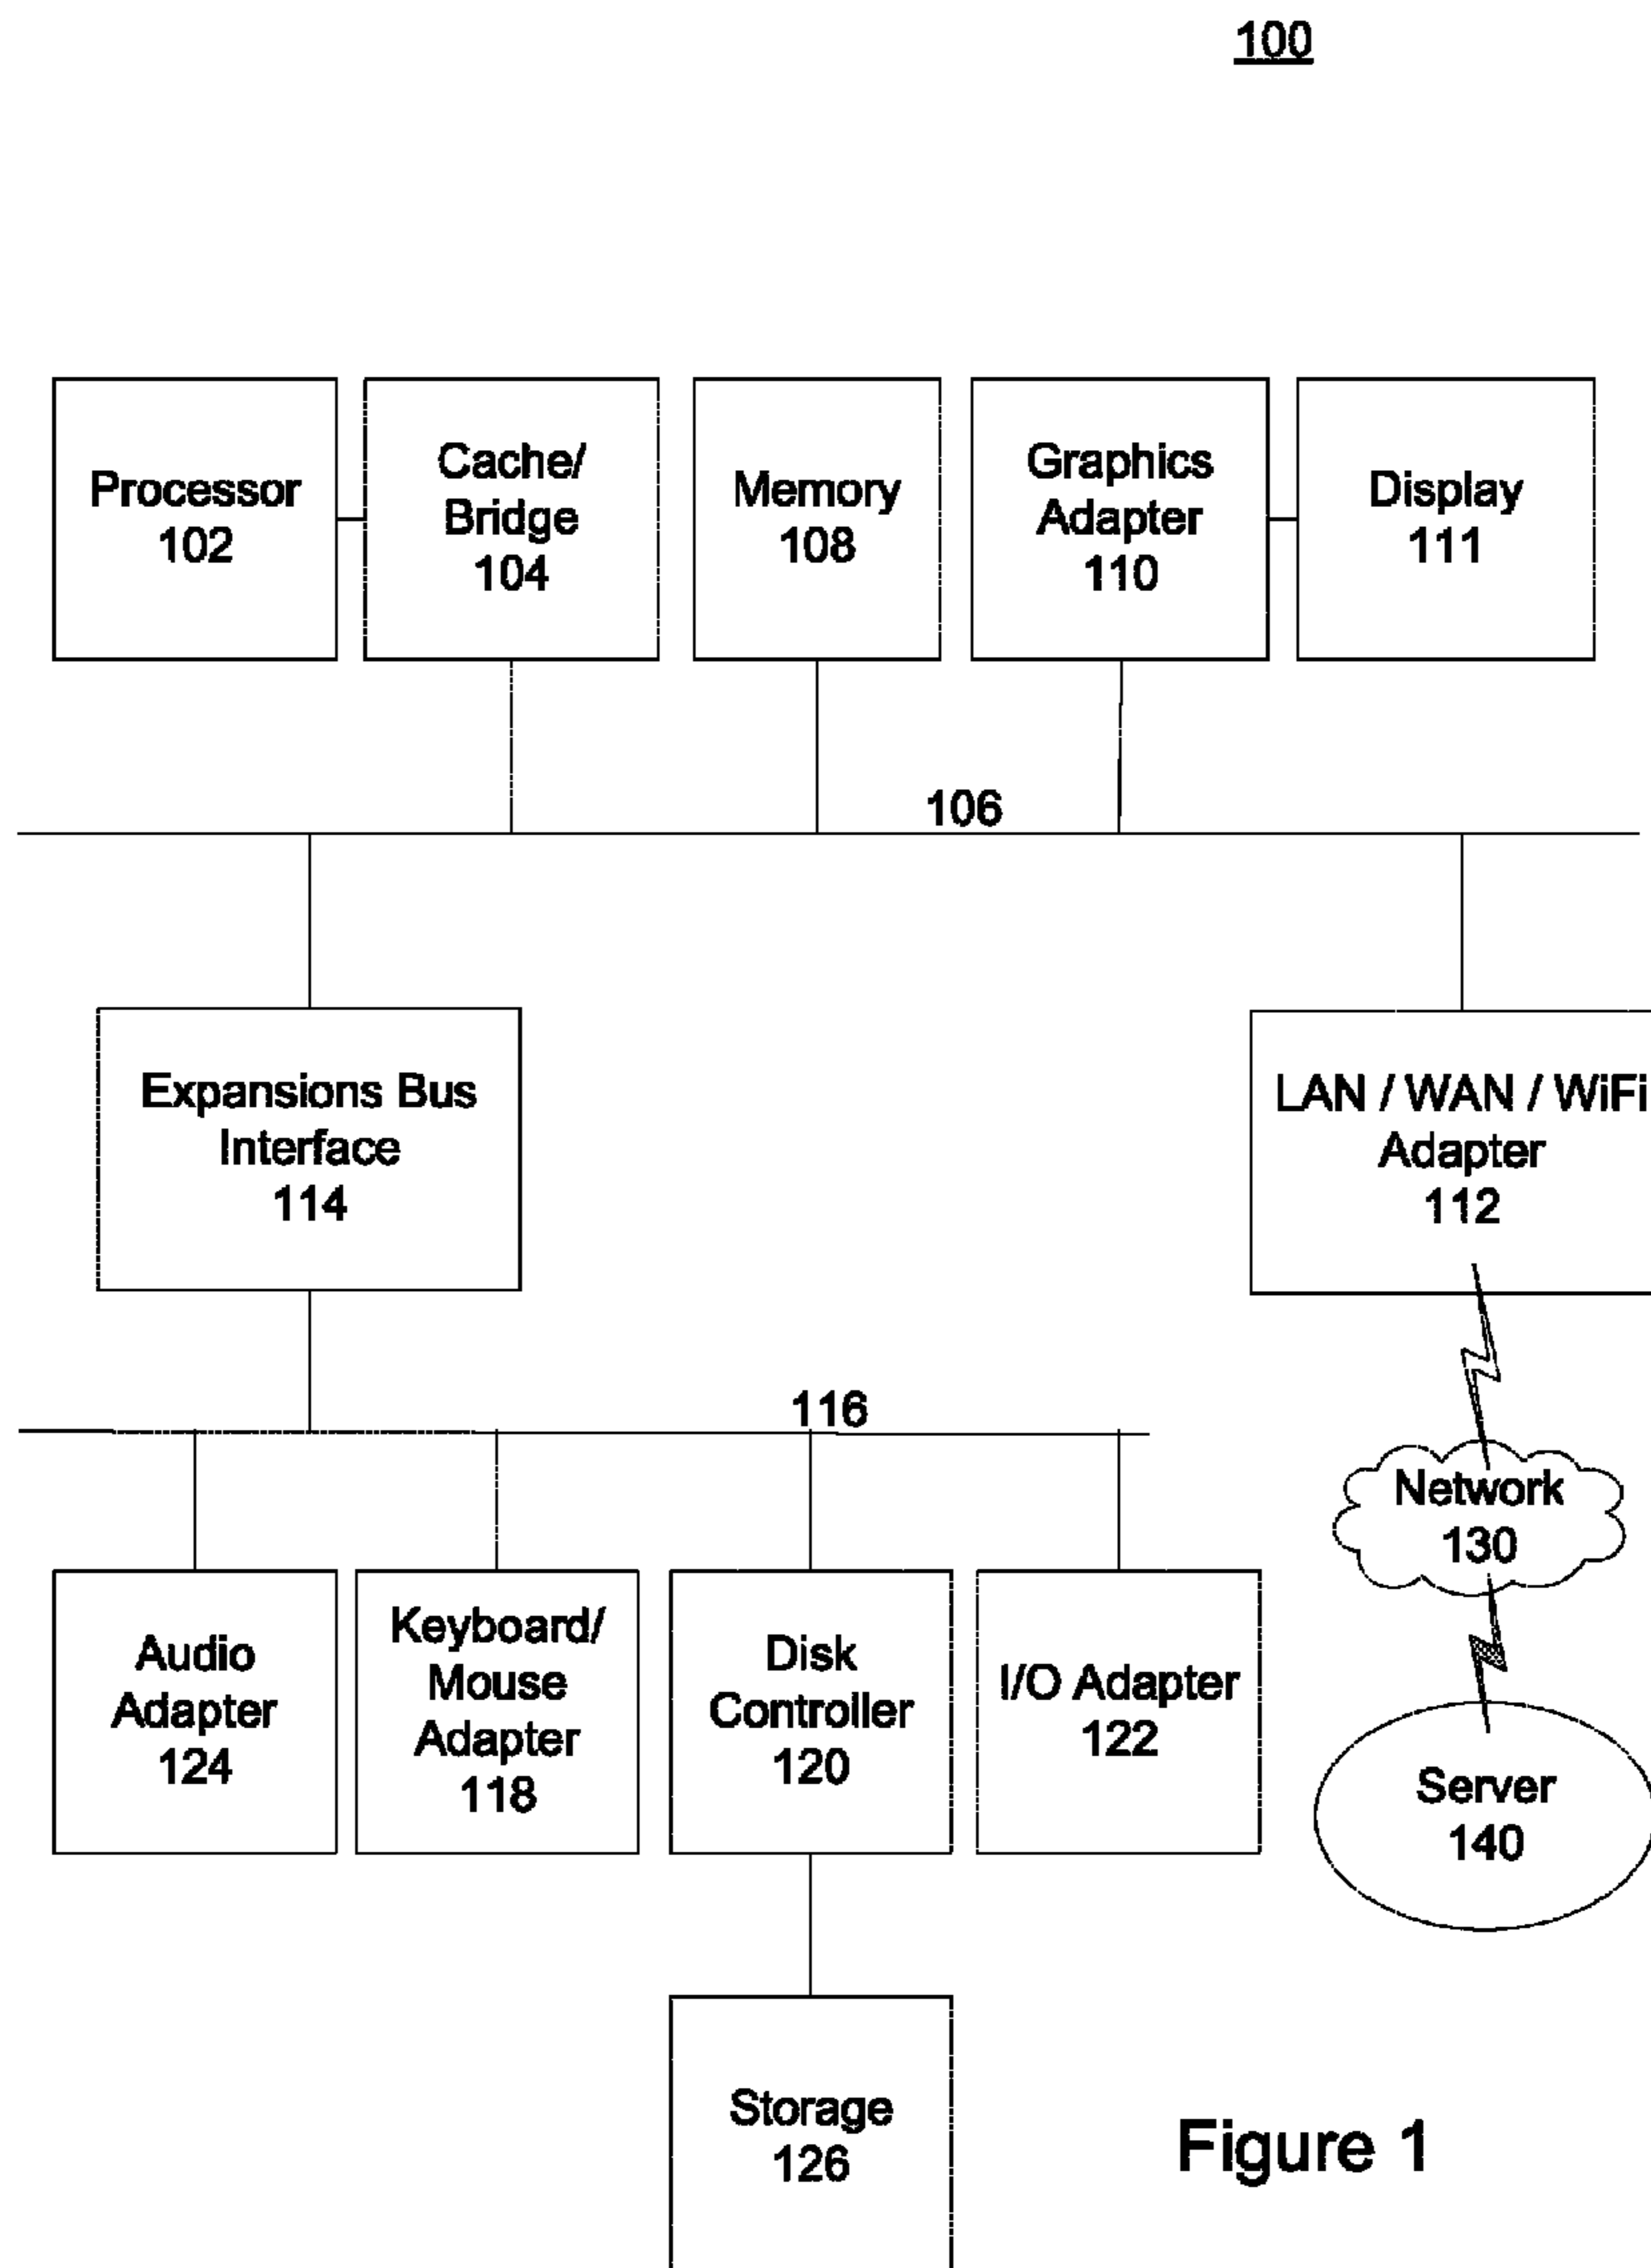 100
Processor
102
Cache/
Bridge
104
Memory
108
Graphics
Adapter
110
Display
111
106
Expansions Bus
Interface
114
LAN / WAN / WiFi
Adapter
112
116
Network
130
Audio
Adapter
124
Keyboard/
Mouse
Adapter
118
Disk
Controller
120
I/O Adapter
122
Server
140
Storage
126
Figure 1